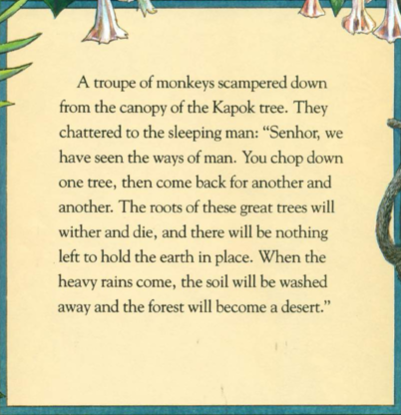 A troupe of monkeys scampered down
from the canopy of the Kapok tree. They
chattered to the sleeping man: “Senhor, we
have seen the ways of man. You chop down
one tree, then come back for another and
another. The roots of these great trees will
wither and die, and there will be nothing
left to hold the earth in place. When the
heavy rains come, the soil will be washed
away and the forest will become a desert.”